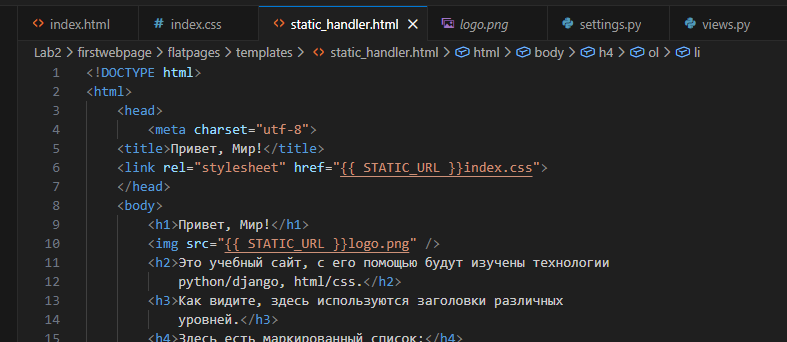 index.html # index.css static_handler.html logo.png settings.py views.py
Lab2 > firstwebpage > flatpages > templates > static_handler.html > html > body > h4 > ol > li
1 <!DOCTYPE html>
2 <html>
3 <head>
4 <meta charset="utf-8">
5 <title>Привет, Мир!</title>
6 <link rel="stylesheet" href="{{ STATIC_URL }}index.css">
7 </head>
8 <body>
9 <h1>Привет, Мир!</h1>
10 <img src="{{ STATIC_URL }}logo.png" />
11 <h2>Это учебный сайт, с его помощью будут изучены технологии
12 python/django, html/css.</h2>
13 <h3>Как видите, здесь используются заголовки различных
14 уровней.</h3>
15 <h4>Здесь есть маркированный список:</h4>